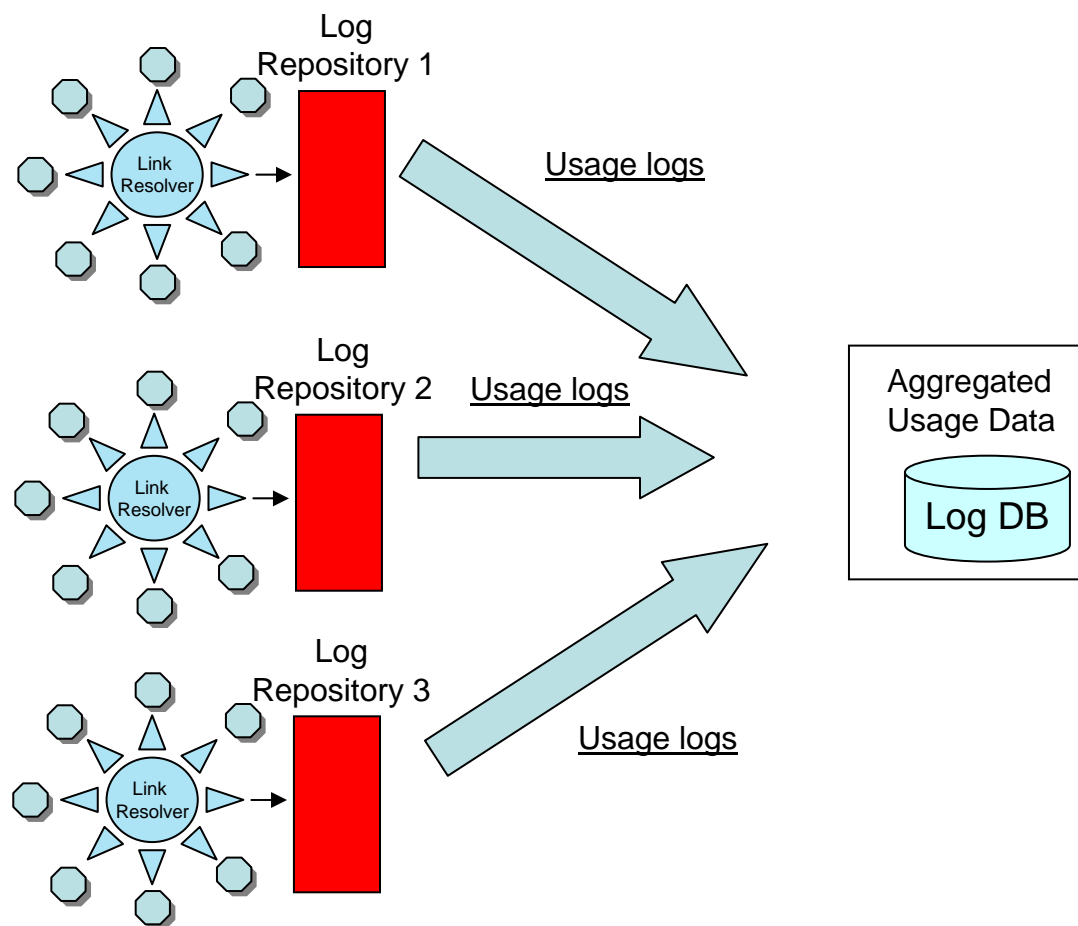 Log
Repository 1
Link
Resolver
Usage logs
Log
Repository 2
Link
Resolver
Usage logs
Aggregated
Usage Data
Log DB
Log
Repository 3
Link
Resolver
Usage logs